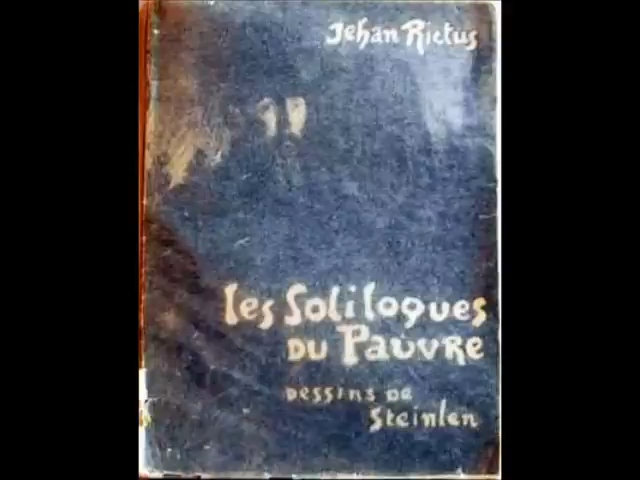 Jehan Rictus
les Soliloques
DU PAUVRE
DESSINS DE
Steinlen